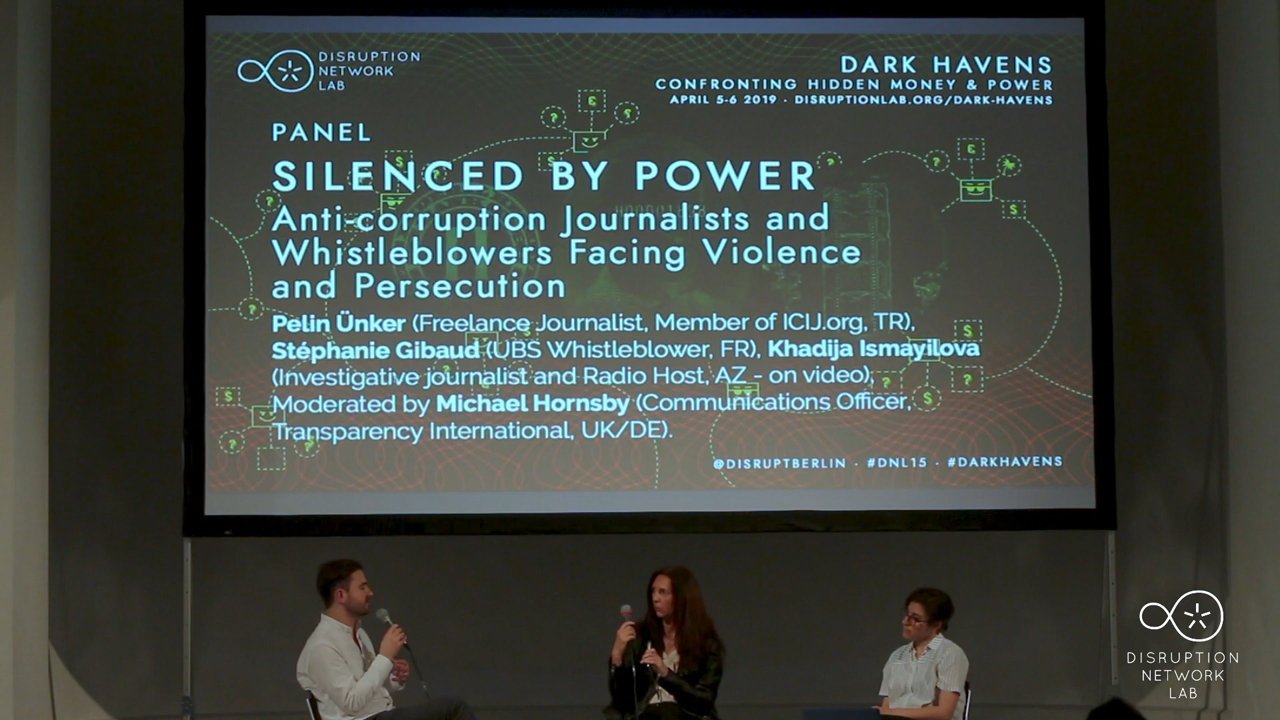 DISRUPTION
NETWORK
LAB
DARK HAVENS
CONFRONTING HIDDEN MONEY & POWER
APRIL 5-6 2019 · DISRUPTIONLAB.ORG/DARK-HAVENS
PANEL
SILENCED BY POWER
Anti-corruption Journalists and
Whistleblowers Facing Violence
and Persecution
Pelin Ünker (Freelance Journalist, Member of ICIJ.org, TR),
Stéphanie Gibaud (UBS Whistleblower, FR), Khadija Ismayilova
(Investigative journalist and Radio Host, AZ - on video),
Moderated by Michael Hornsby (Communications Officer,
Transparency International, UK/DE).
@DISRUPTBERLIN · #DNL15 · #DARKHAVENS
DISRUPTION
NETWORK
LAB